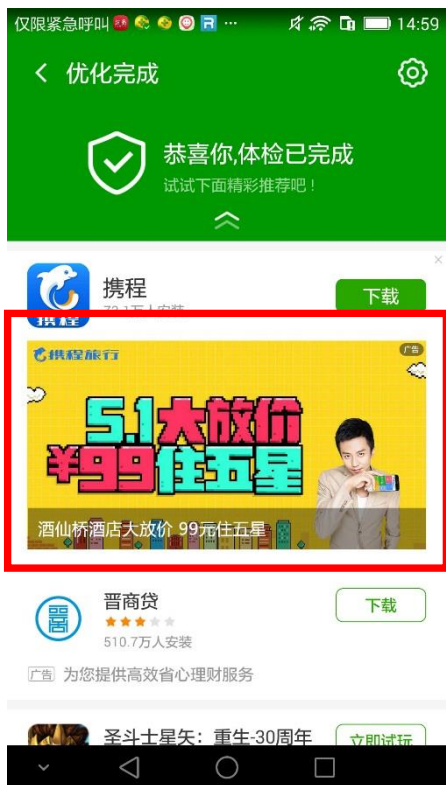 仅限紧急呼叫
14:59
优化完成
恭喜你,体检已完成
试试下面精彩推荐吧！
携程
携程
下载
携程旅行
广告
5.1大放价
¥99住五星
酒仙桥酒店大放价 99元住五星
晋商贷
下载
510.7万人安装
广告 为您提供高效省心理财服务
圣斗士星矢：重生-30周年
立即试玩